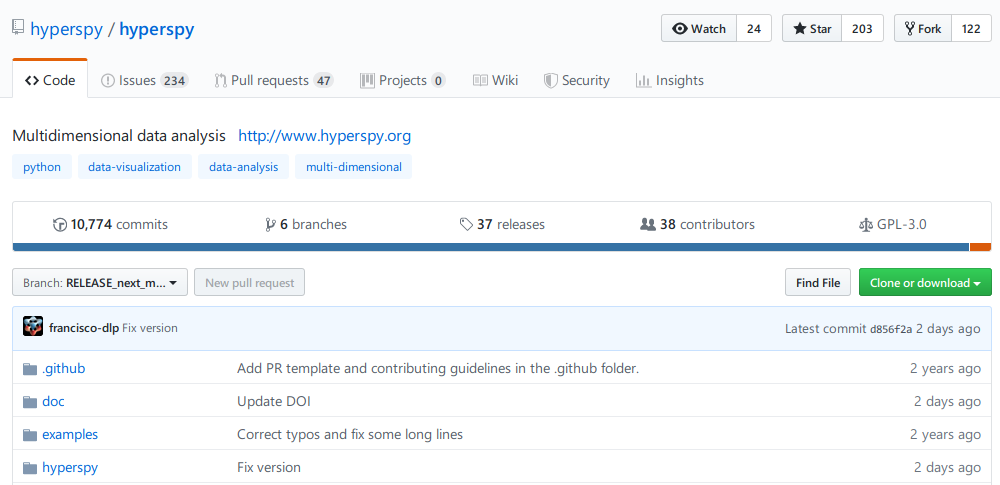 hyperspy / hyperspy Watch 24 Star 203 Fork 122
Code Issues 234 Pull requests 47 Projects 0 Wiki Security Insights
Multidimensional data analysis http://www.hyperspy.org
python data-visualization data-analysis multi-dimensional
10,774 commits 6 branches 37 releases 38 contributors GPL-3.0
Branch: RELEASE_next_m... New pull request Find File Clone or download
francisco-dlp Fix version Latest commit d856f2a 2 days ago
.github Add PR template and contributing guidelines in the .github folder. 2 years ago
doc Update DOI 2 days ago
examples Correct typos and fix some long lines 2 years ago
hyperspy Fix version 2 days ago